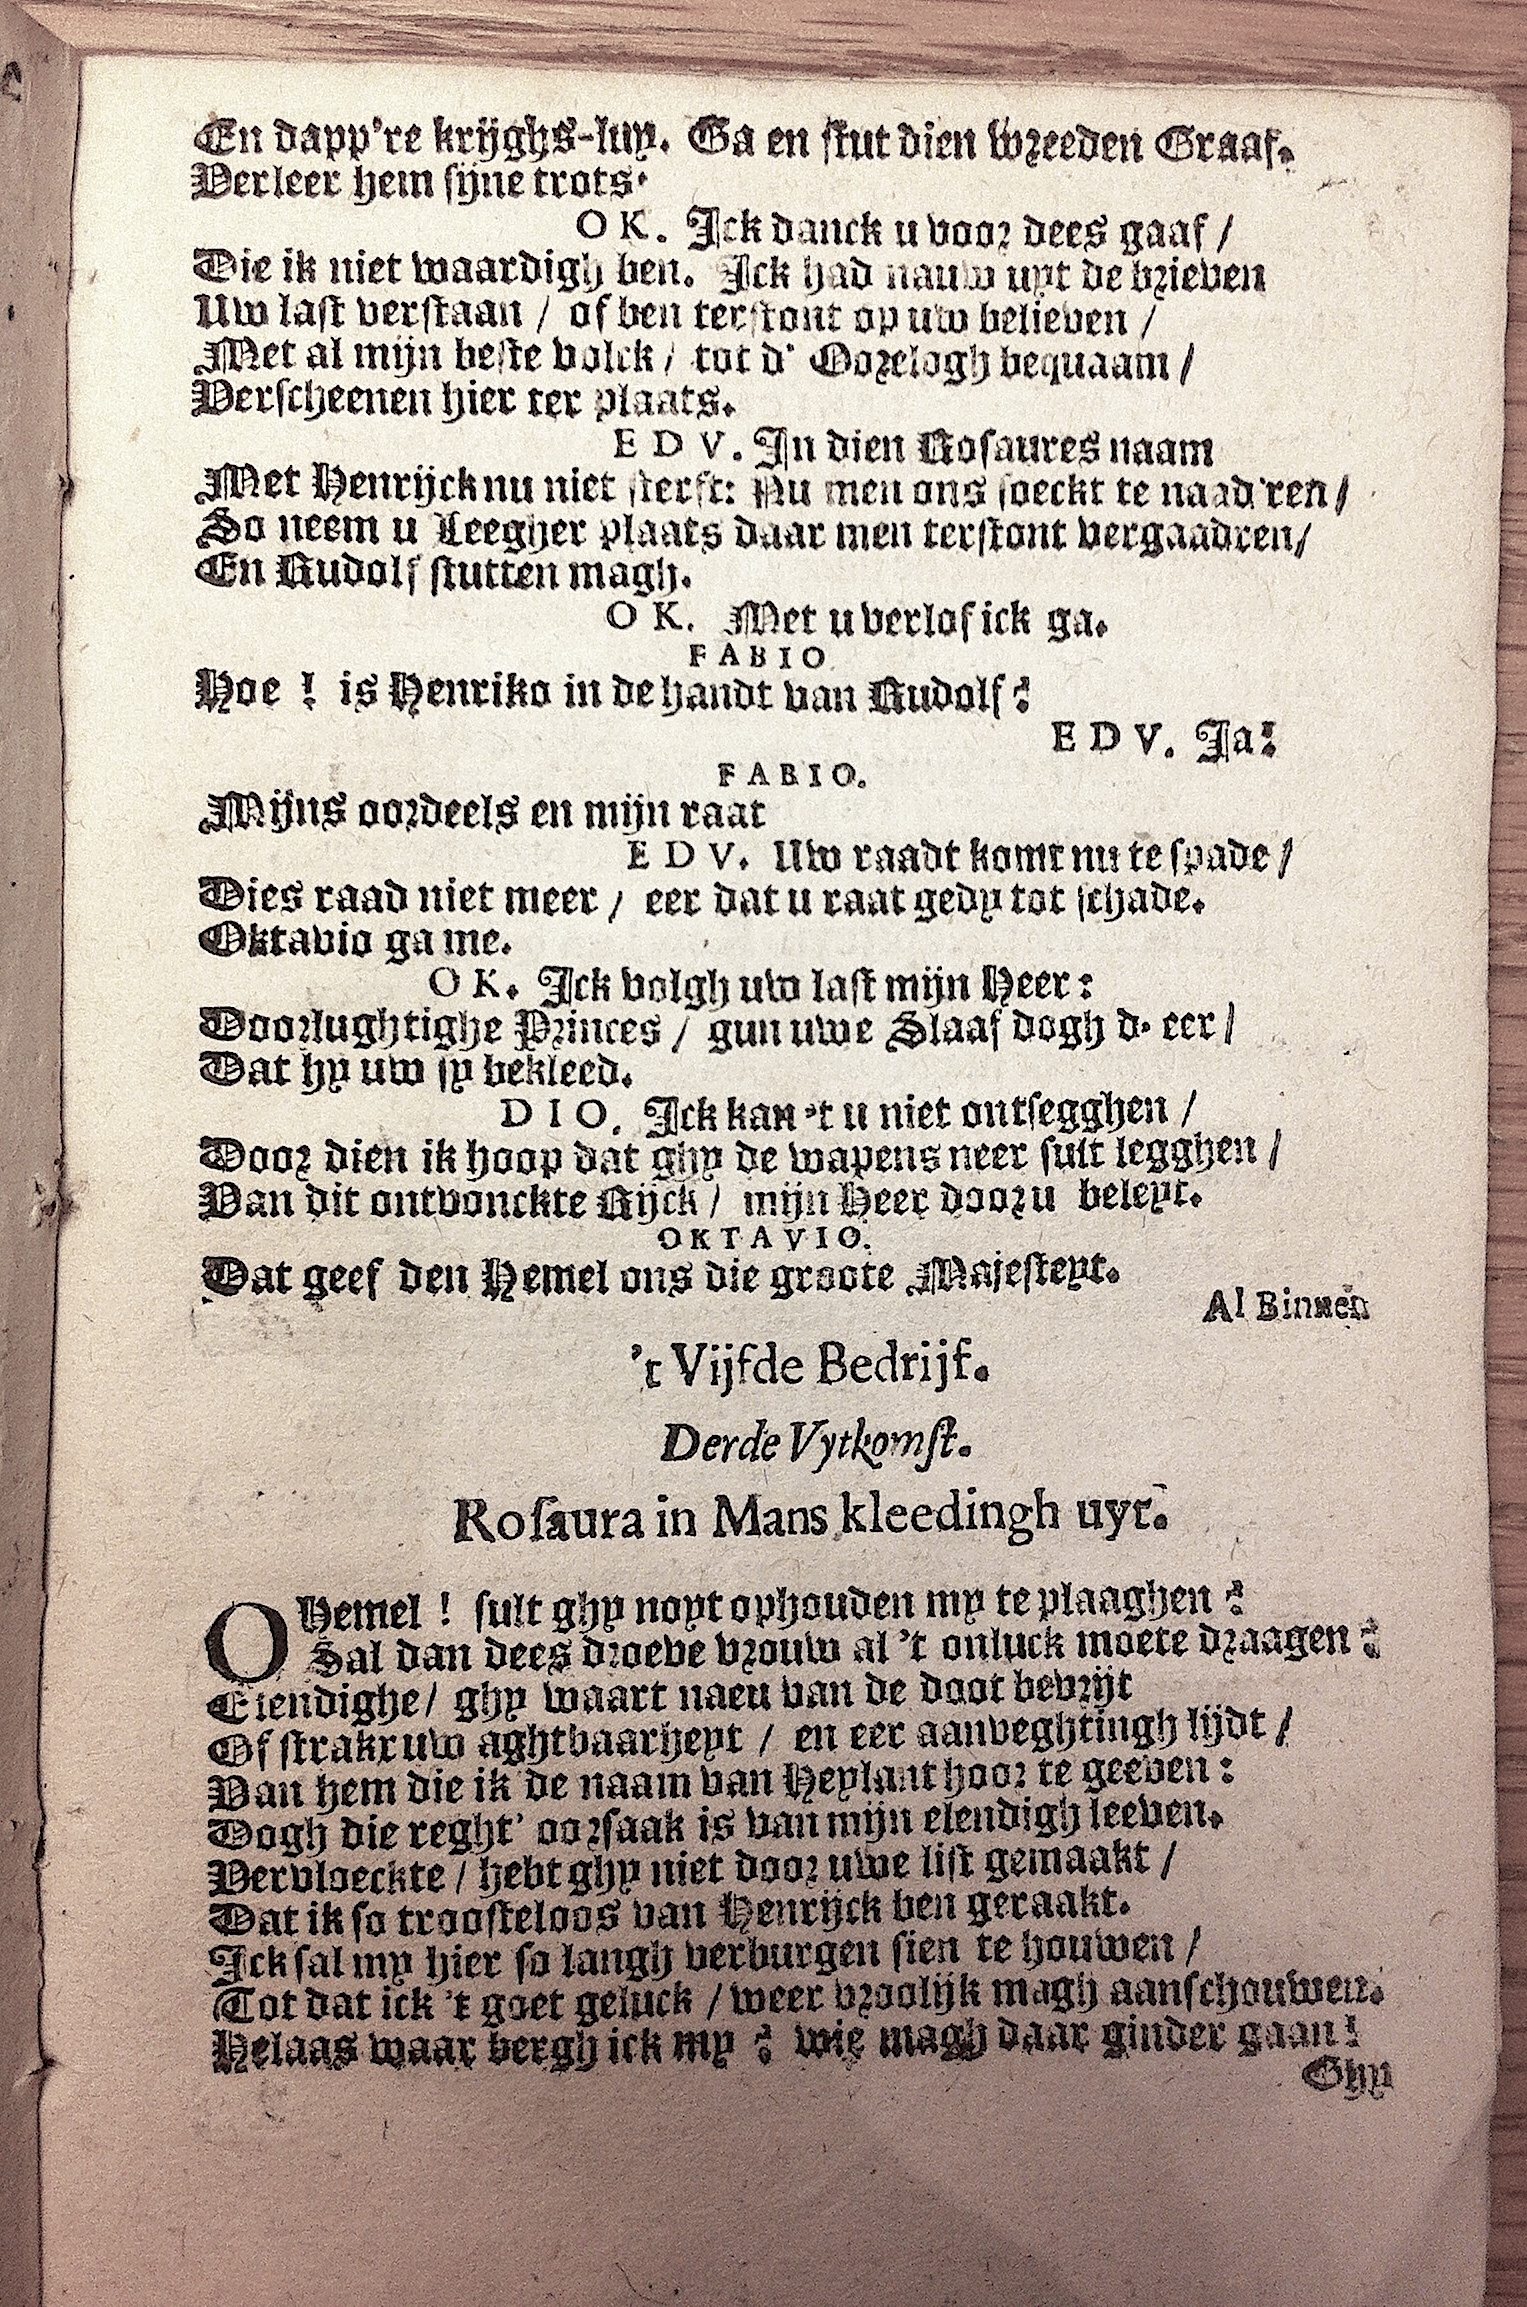 En dapp're krijghs-luy. Ga en stut dien wreeden Graaf.
Verleer hem sijne trots.
OK. Ick danck u voor dees gaaf /
Die ik niet waardigh ben. Ick had nauw uyt de brieven
Uw last verstaan / of ben terstont op uw believen /
Met al mijn beste volck / tot d' Oorelogh bequaam /
Verscheenen hier ter plaats.
EDV. In dien Rosaures naam
Met Henrijck nu niet sterft: Nu men ons soeckt te naad'ren /
So neem u Leegher plaats daar men terstont vergaadren /
En Rudolf stutten magh.
OK. Met u verlof ick ga.
FABIO
Hoe ! is Henriko in de handt van Rudolf?
EDV. Ja!
FABIO.
Mijns oordeels en mijn raat
EDV. Uw raadt komt nu te spade /
Dies raad niet meer / eer dat u raat gedy tot schade.
Oktavio ga me.
OK. Ick volgh uw last mijn Heer:
Doorlughtighe Princes / gun uwe Slaaf dogh d' eer /
Dat hy uw sy bekleed.
DIO. Ick kan 't u niet ontsegghen /
Door dien ik hoop dat ghy de wapens neer sult legghen /
Van dit ontvonckte Rijck / mijn Heer door u beleyt.
OKTAVIO.
Dat geef den Hemel ons die groote Majesteyt.
Al Binnen
't Vijfde Bedrijf.
Derde Vytkomst.
Rosaura in Mans kleedingh uyt.
O Hemel ! sult ghy noyt ophouden my te plaaghen ?
Sal dan dees droeve vrouw al 't onluck moete draagen ?
Elendighe / ghy waart naeu van de doot bevrijt
Of strakx uw aghtbaarheyt / en eer aanveghtingh lijdt /
Van hem die ik de naam van Heylant hoor te geeven:
Dogh die reght' oorsaak is van mijn elendigh leeven.
Vervloeckte / hebt ghy niet door uwe list gemaakt /
Dat ik so troosteloos van Henrijck ben geraakt.
Ick sal my hier so langh verburgen sien te houwen /
Tot dat ick 't goet geluck / weer vroolijk magh aanschouwen.
Helaas waar bergh ick my ? wie magh daar ginder gaan!
Ghy